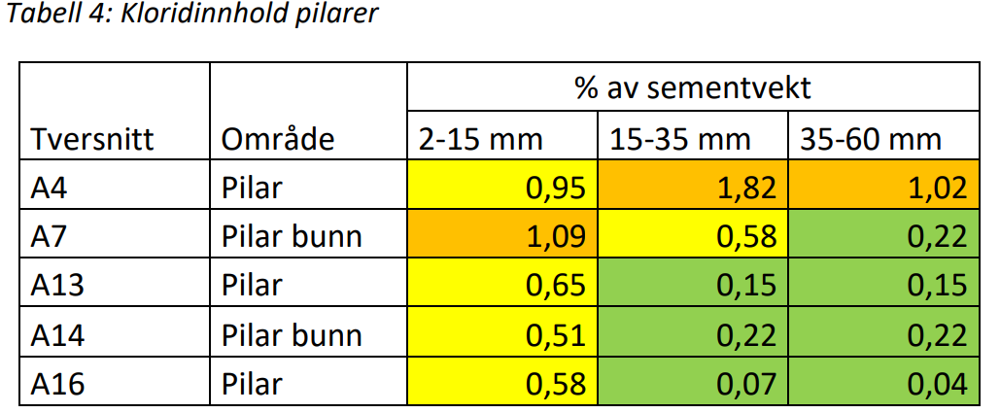 Tabell 4: Kloridinnhold pilarer
% av sementvekt
Tversnitt Område 2-15 mm 15-35 mm 35-60 mm
A4 Pilar 0,95 1,82 1,02
A7 Pilar bunn 1,09 0,58 0,22
A13 Pilar 0,65 0,15 0,15
A14 Pilar bunn 0,51 0,22 0,22
A16 Pilar 0,58 0,07 0,04